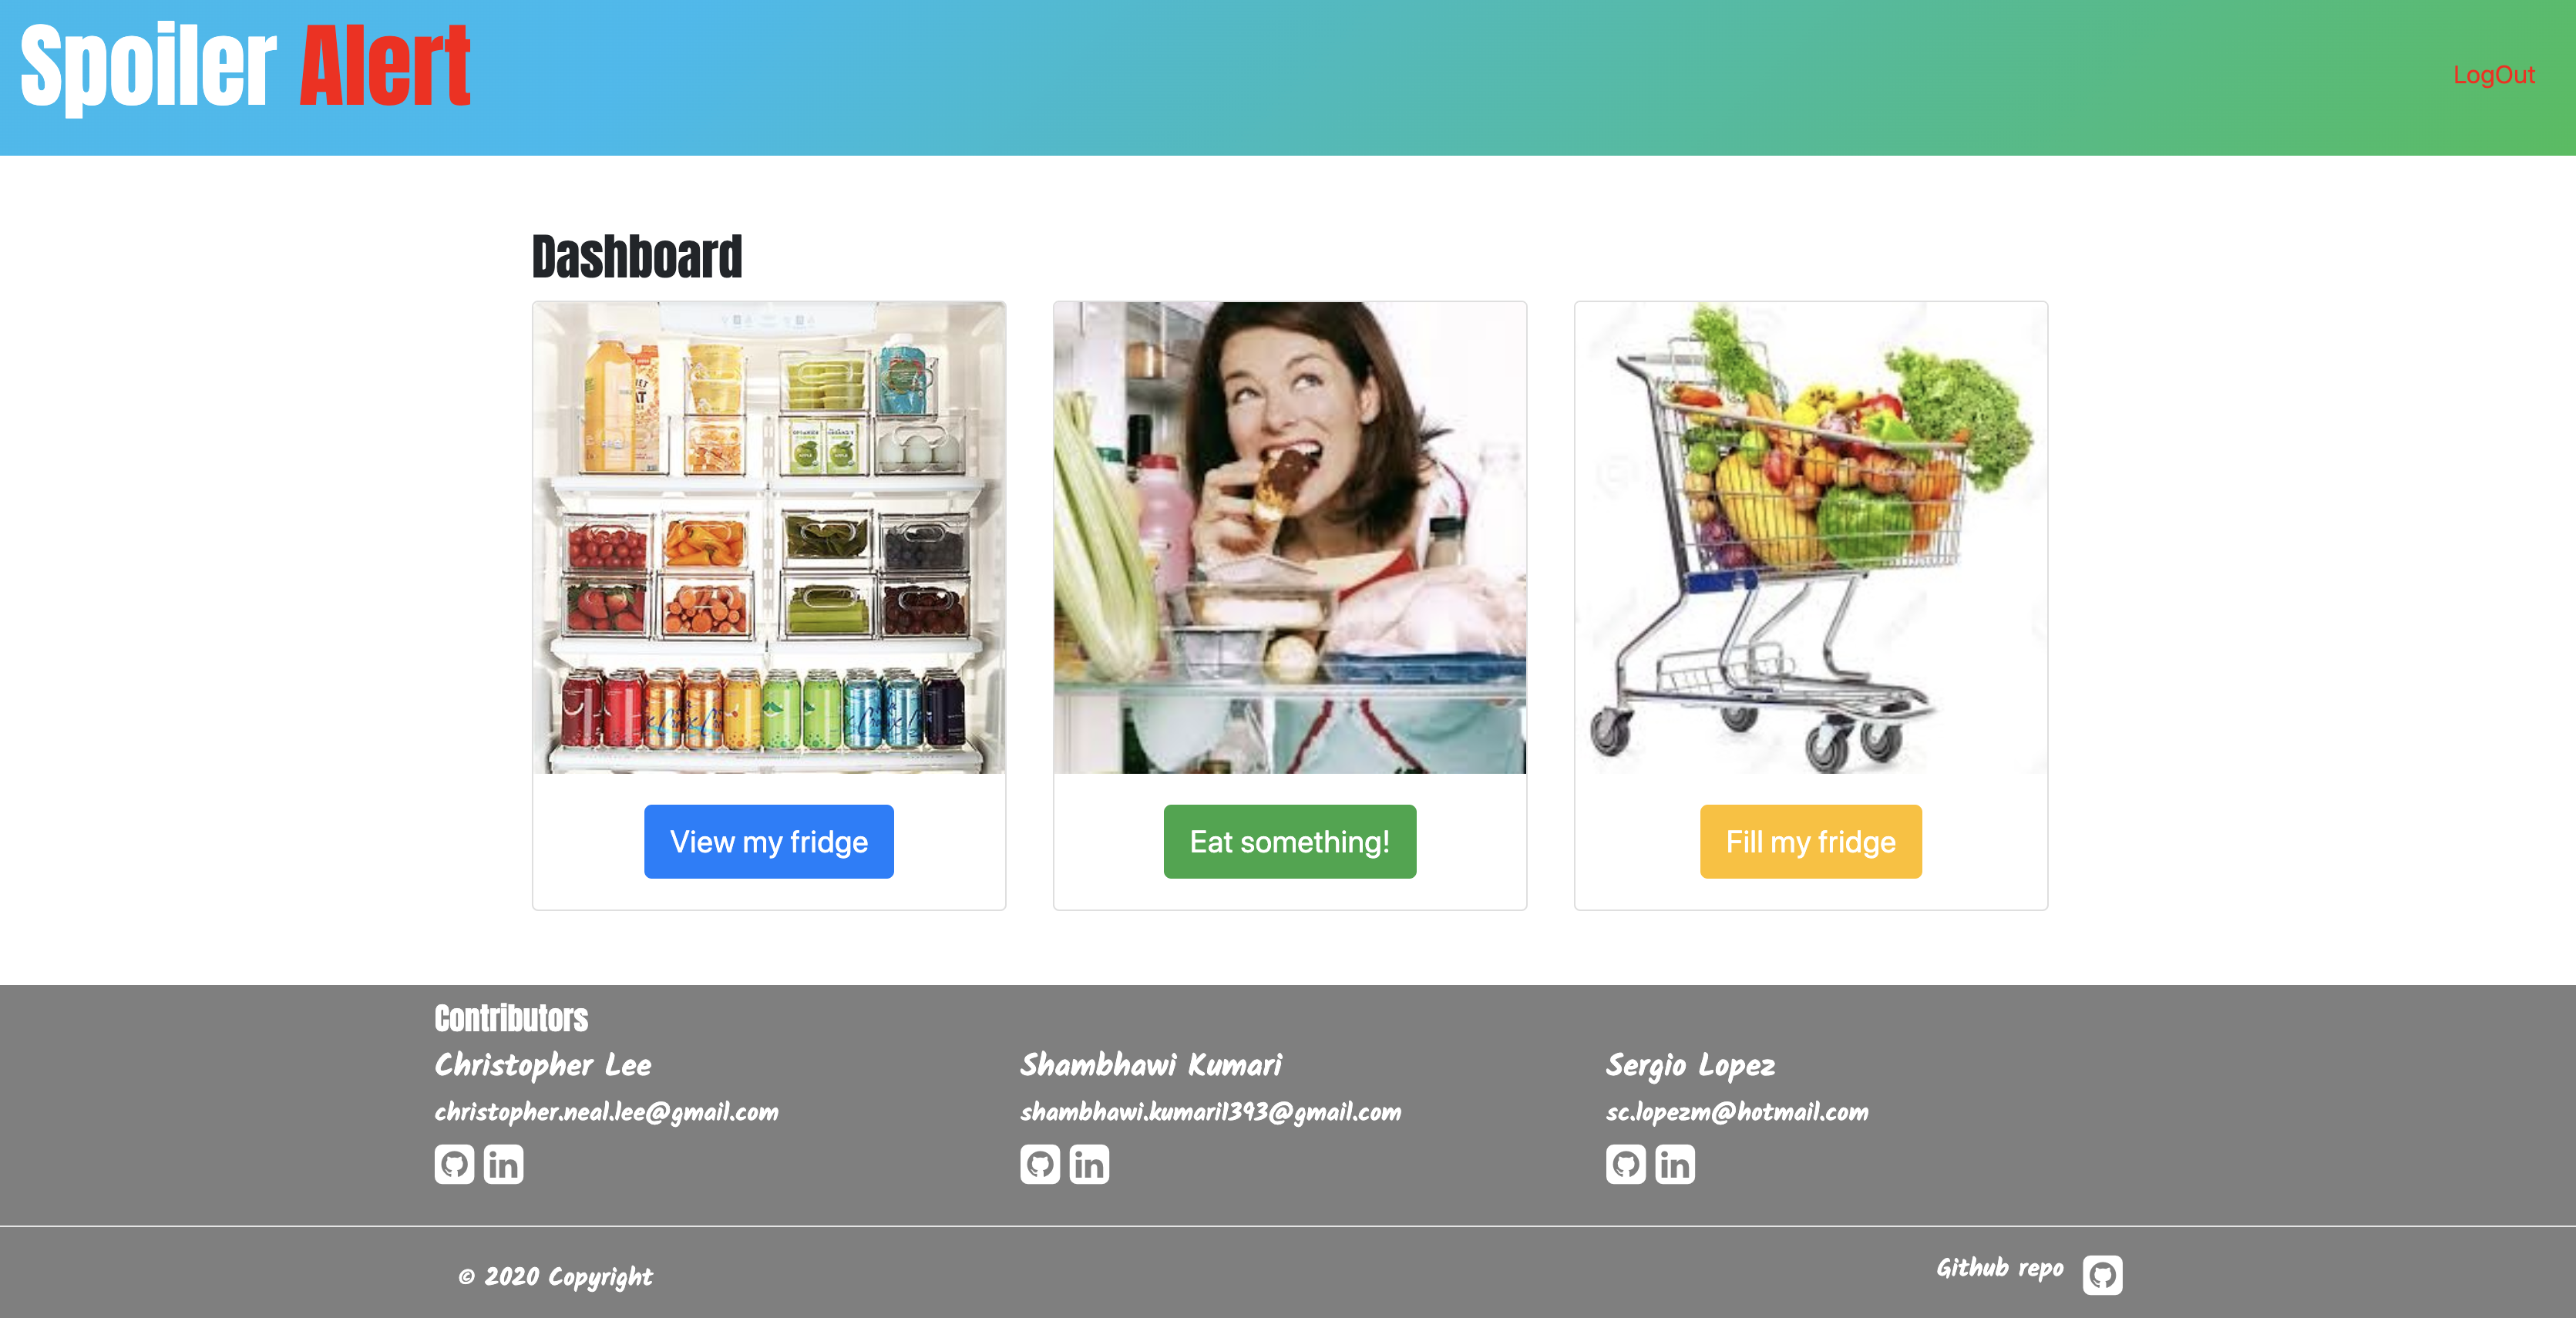 Spoiler Alert
LogOut
Dashboard
View my fridge
Eat something!
Fill my fridge
Contributors
Christopher Lee
christopher.neal.lee@gmail.com
Shambhawi Kumari
shambhawi.kumari1393@gmail.com
Sergio Lopez
sc.lopezm@hotmail.com
© 2020 Copyright
Github repo